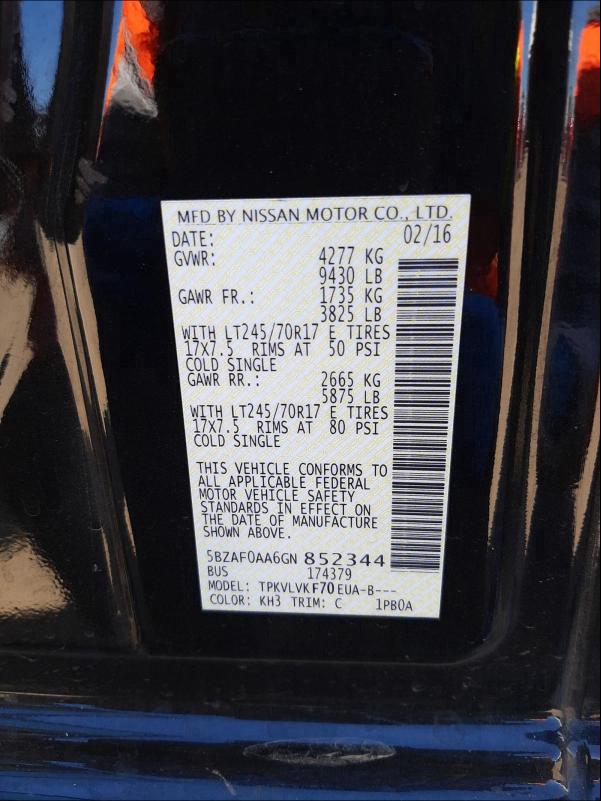 MFD BY NISSAN MOTOR CO., LTD.
DATE: 02/16
GVWR: 4277 KG
9430 LB
GAWR FR.: 1735 KG
3825 LB
WITH LT245/70R17 E TIRES
17X7.5 RIMS AT 50 PSI
COLD SINGLE
GAWR RR.: 2665 KG
5875 LB
WITH LT245/70R17 E TIRES
17X7.5 RIMS AT 80 PSI
COLD SINGLE
THIS VEHICLE CONFORMS TO
ALL APPLICABLE FEDERAL
MOTOR VEHICLE SAFETY
STANDARDS IN EFFECT ON
THE DATE OF MANUFACTURE
SHOWN ABOVE.
5BZAF0AA6GN 852344
BUS 174379
MODEL: TPKVLVK F70 EUA-B---
COLOR: KH3 TRIM: C 1PB0A